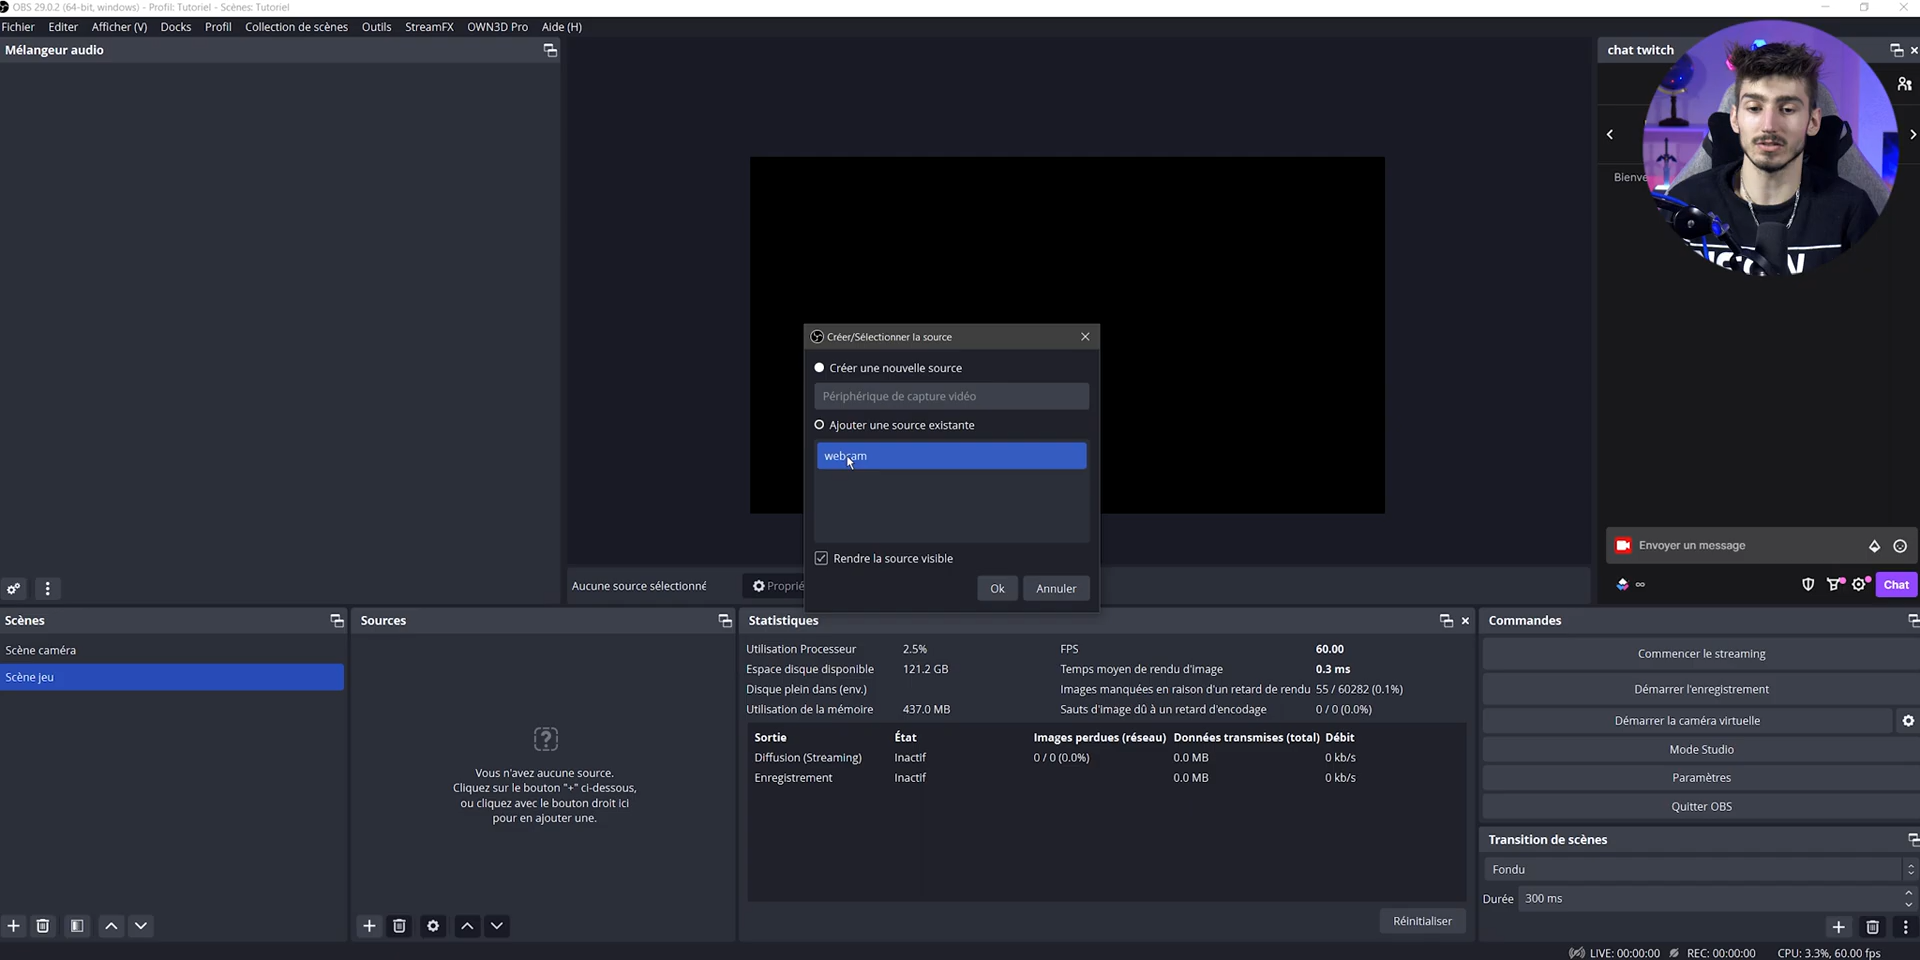 OBS 29.0.2 (64-bit, windows) - Profil: Tutoriel - Scènes: Tutoriel
Fichier Editer Afficher (V) Docks Profil Collection de scènes Outils StreamFX OWN3D Pro Aide (H)
Mélangeur audio
chat twitch
Bienve
Créer/Sélectionner la source
Créer une nouvelle source
Périphérique de capture vidéo
Ajouter une source existante
webcam
Rendre la source visible
Ok Annuler
Aucune source sélectionné
Proprié
Envoyer un message
∞
Chat
Scènes
Scène caméra
Scène jeu
Sources
Vous n'avez aucune source.
Cliquez sur le bouton "+" ci-dessous,
ou cliquez avec le bouton droit ici
pour en ajouter une.
Statistiques
Utilisation Processeur 2.5% FPS 60.00
Espace disque disponible 121.2 GB Temps moyen de rendu d'image 0.3 ms
Disque plein dans (env.) Images manquées en raison d'un retard de rendu 55 / 60282 (0.1%)
Utilisation de la mémoire 437.0 MB Sauts d'image dû à un retard d'encodage 0 / 0 (0.0%)
Sortie État Images perdues (réseau) Données transmises (total) Débit
Diffusion (Streaming) Inactif 0 / 0 (0.0%) 0.0 MB 0 kb/s
Enregistrement Inactif 0.0 MB 0 kb/s
Réinitialiser
Commandes
Commencer le streaming
Démarrer l'enregistrement
Démarrer la caméra virtuelle
Mode Studio
Paramètres
Quitter OBS
Transition de scènes
Fondu
Durée 300 ms
LIVE: 00:00:00 REC: 00:00:00 CPU: 3.3%, 60.00 fps